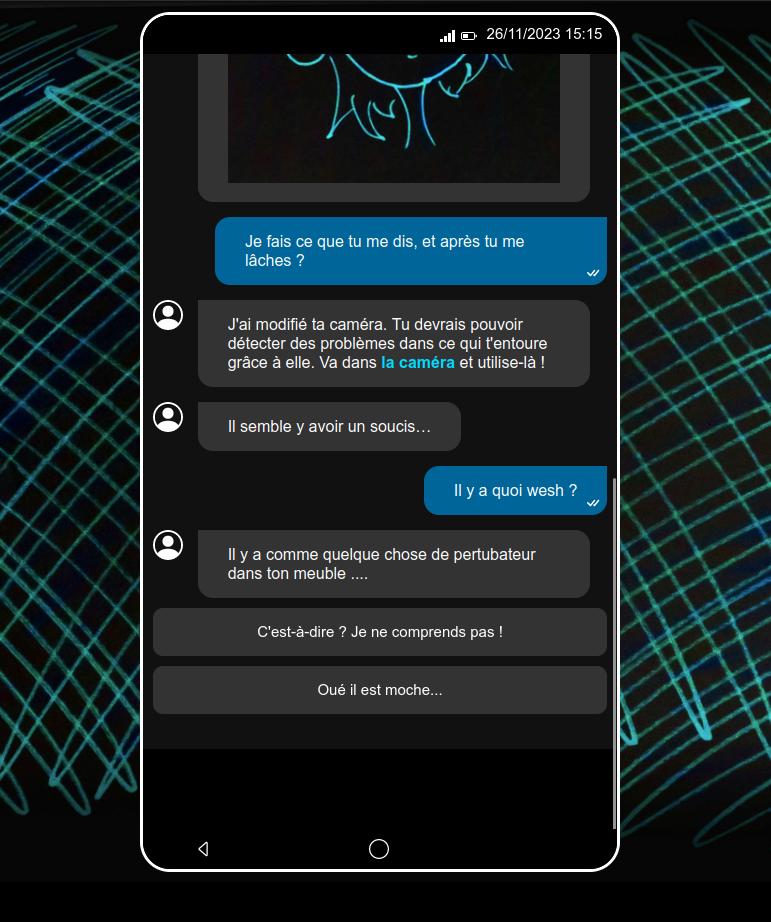 26/11/2023 15:15
Je fais ce que tu me dis, et après tu me
lâches ?
J'ai modifié ta caméra. Tu devrais pouvoir
détecter des problèmes dans ce qui t'entoure
grâce à elle. Va dans la caméra et utilise-là !
Il semble y avoir un soucis…
Il y a quoi wesh ?
Il y a comme quelque chose de pertubateur
dans ton meuble ....
C'est-à-dire ? Je ne comprends pas !
Oué il est moche...